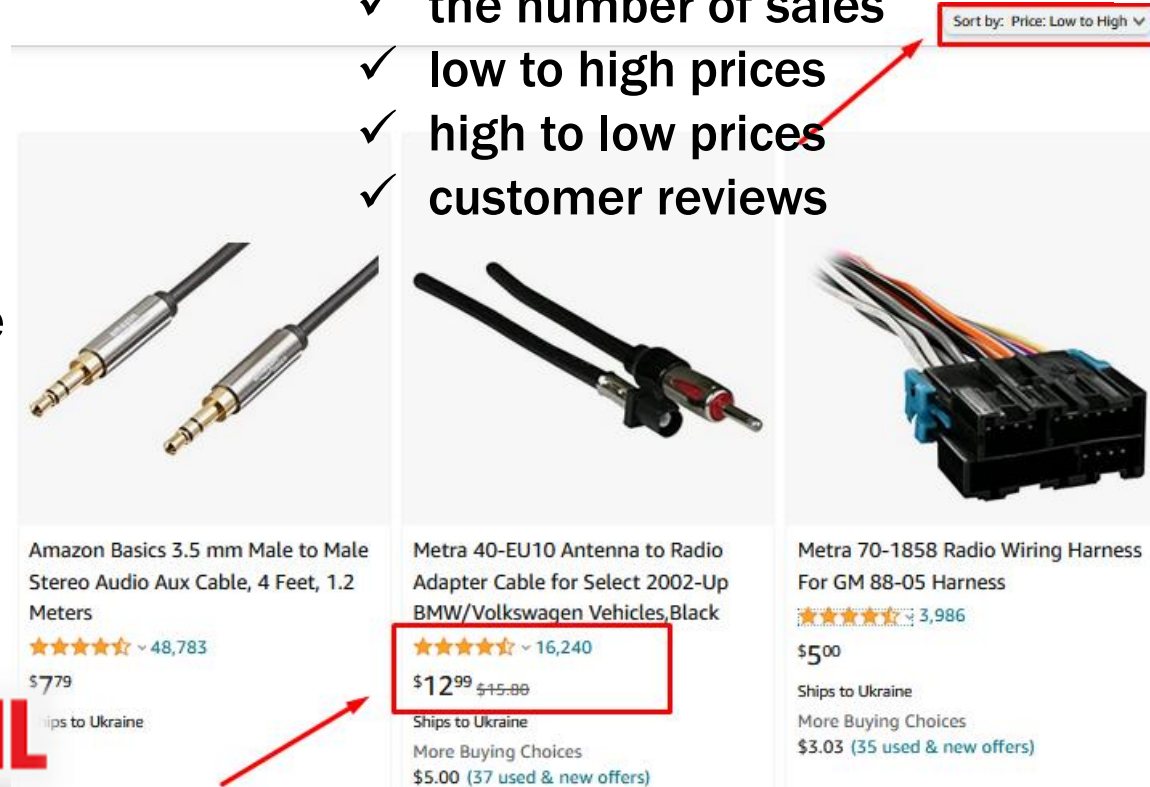 ✓ the number of sales
Sort by: Price: Low to High
✓ low to high prices
✓ high to low prices
✓ customer reviews
e
Amazon Basics 3.5 mm Male to Male
Stereo Audio Aux Cable, 4 Feet, 1.2
Meters
48,783
$7.79
ips to Ukraine
Metra 40-EU10 Antenna to Radio
Adapter Cable for Select 2002-Up
BMW/Volkswagen Vehicles,Black
16,240
$12.99 $15.80
Ships to Ukraine
More Buying Choices
$5.00 (37 used & new offers)
Metra 70-1858 Radio Wiring Harness
For GM 88-05 Harness
3,986
$5.00
Ships to Ukraine
More Buying Choices
$3.03 (35 used & new offers)